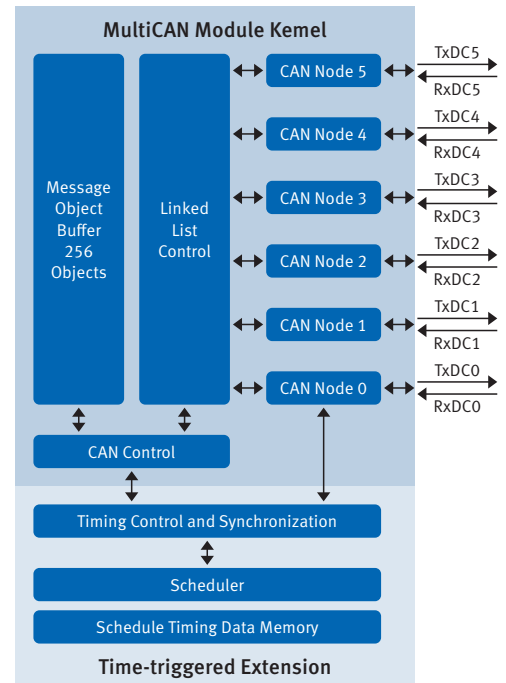 MultiCAN Module Kemel
Message
Object
Buffer
256
Objects
Linked
List
Control
CAN Node 5
TxDC5
RxDC5
CAN Node 4
TxDC4
RxDC4
CAN Node 3
TxDC3
RxDC3
CAN Node 2
TxDC2
RxDC2
CAN Node 1
TxDC1
RxDC1
CAN Node 0
TxDC0
RxDC0
CAN Control
Timing Control and Synchronization
Scheduler
Schedule Timing Data Memory
Time-triggered Extension